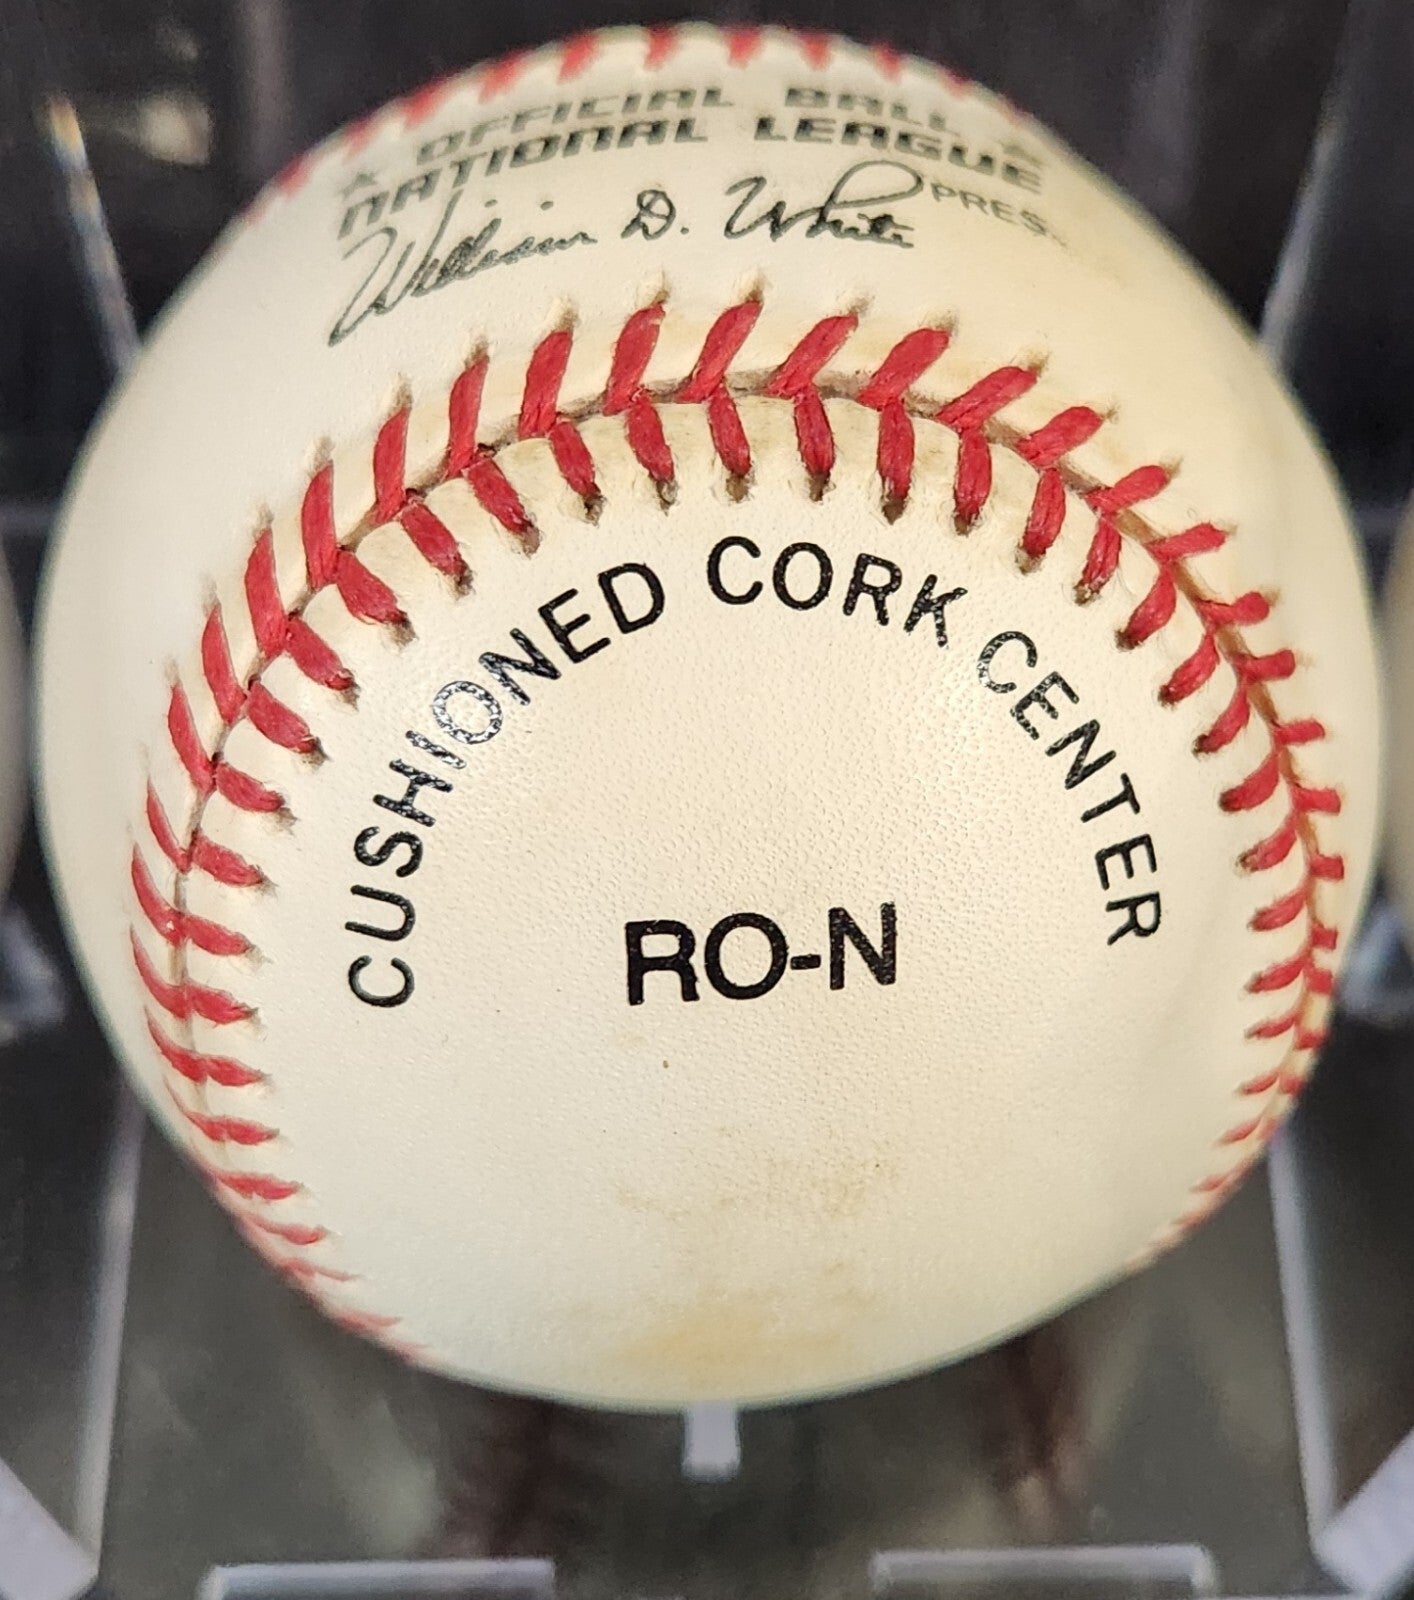 OFFICIAL BALL
★ NATIONAL LEAGUE ★
William D. White PRES.
CUSHIONED CORK CENTER
RO-N